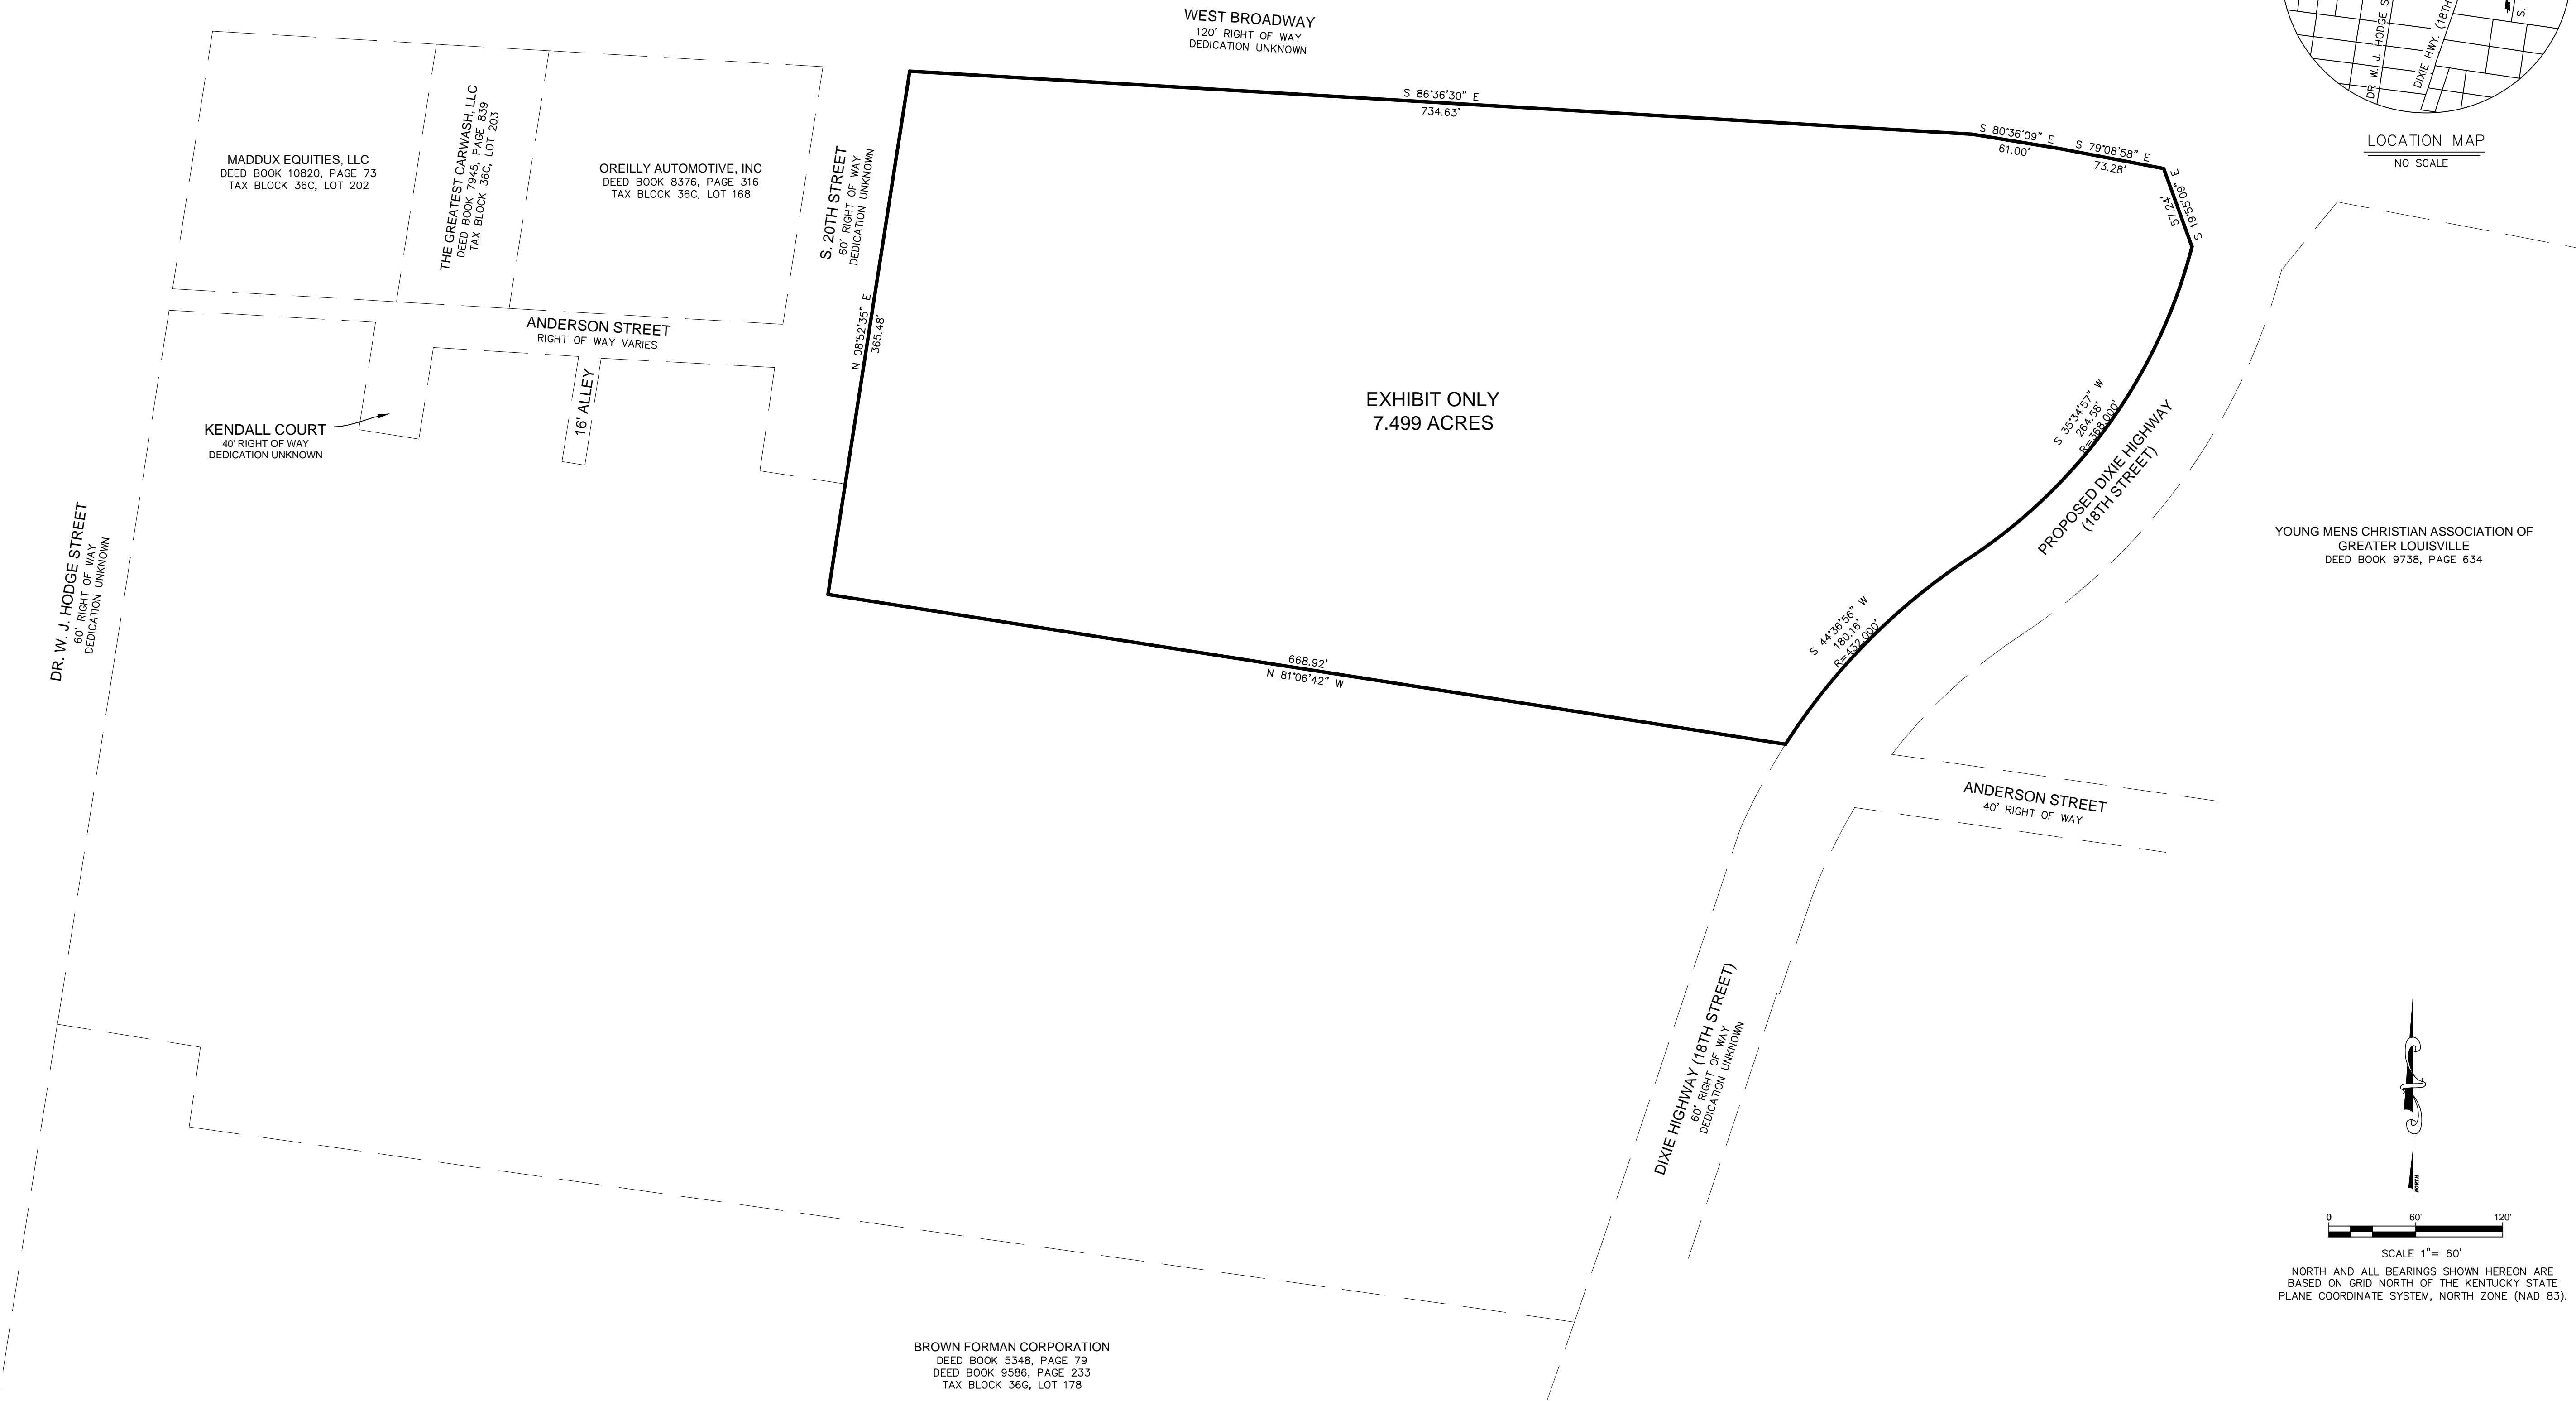 WEST BROADWAY
120' RIGHT OF WAY
DEDICATION UNKNOWN
DR. W. J. HODGE S
DIXIE HWY. (18TH
S.
LOCATION MAP
NO SCALE
MADDUX EQUITIES, LLC
DEED BOOK 10820, PAGE 73
TAX BLOCK 36C, LOT 202
THE GREATEST CARWASH, LLC
DEED BOOK 7945, PAGE 839
TAX BLOCK 36C, LOT 203
OREILLY AUTOMOTIVE, INC
DEED BOOK 8376, PAGE 316
TAX BLOCK 36C, LOT 168
S. 20TH STREET
60' RIGHT OF WAY
DEDICATION UNKNOWN
S 86°36'30" E
734.63'
S 80°36'09" E
61.00'
S 79°08'58" E
73.28'
S 19°55'09" E
57.24'
N 08°52'35" E
365.48'
ANDERSON STREET
RIGHT OF WAY VARIES
16' ALLEY
KENDALL COURT
40' RIGHT OF WAY
DEDICATION UNKNOWN
EXHIBIT ONLY
7.499 ACRES
S 35°34'57" W
264.58'
R=368.000'
PROPOSED DIXIE HIGHWAY
(18TH STREET)
YOUNG MENS CHRISTIAN ASSOCIATION OF
GREATER LOUISVILLE
DEED BOOK 9738, PAGE 634
DR. W. J. HODGE STREET
60' RIGHT OF WAY
DEDICATION UNKNOWN
S 44°36'56" W
180.16'
R=432.000'
668.92'
N 81°06'42" W
ANDERSON STREET
40' RIGHT OF WAY
DIXIE HIGHWAY (18TH STREET)
60' RIGHT OF WAY
DEDICATION UNKNOWN
NORTH
0 60' 120'
SCALE 1"= 60'
NORTH AND ALL BEARINGS SHOWN HEREON ARE
BASED ON GRID NORTH OF THE KENTUCKY STATE
PLANE COORDINATE SYSTEM, NORTH ZONE (NAD 83).
BROWN FORMAN CORPORATION
DEED BOOK 5348, PAGE 79
DEED BOOK 9586, PAGE 233
TAX BLOCK 36G, LOT 178